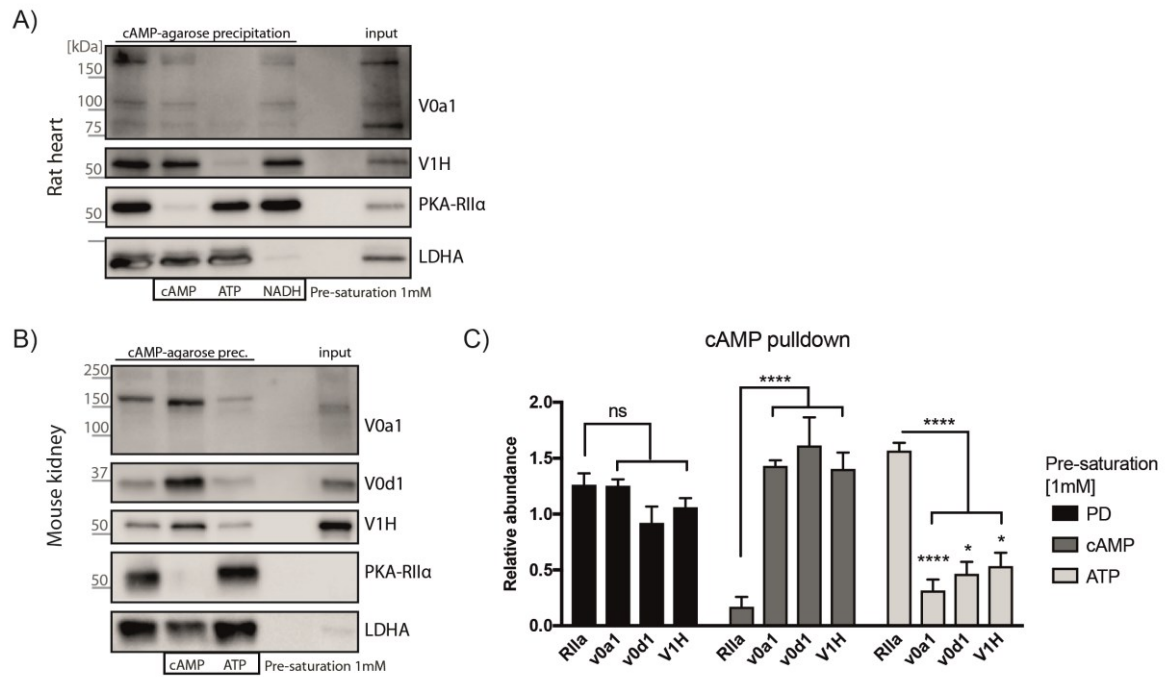 A)
cAMP-agarose precipitation input
[kDa]
150
100
75
V0a1
50
V1H
50
PKA-RIIα
LDHA
Rat heart
cAMP ATP NADH Pre-saturation 1mM
B)
cAMP-agarose prec. input
250
150
100
V0a1
37
V0d1
50
V1H
50
PKA-RIIα
LDHA
Mouse kidney
cAMP ATP Pre-saturation 1mM
C)
cAMP pulldown
Relative abundance
2.0
1.5
1.0
0.5
0.0
ns
****
****
**** * *
RIIa v0a1 v0d1 V1H RIIa v0a1 v0d1 V1H RIIa v0a1 v0d1 V1H
Pre-saturation
[1mM]
PD
cAMP
ATP